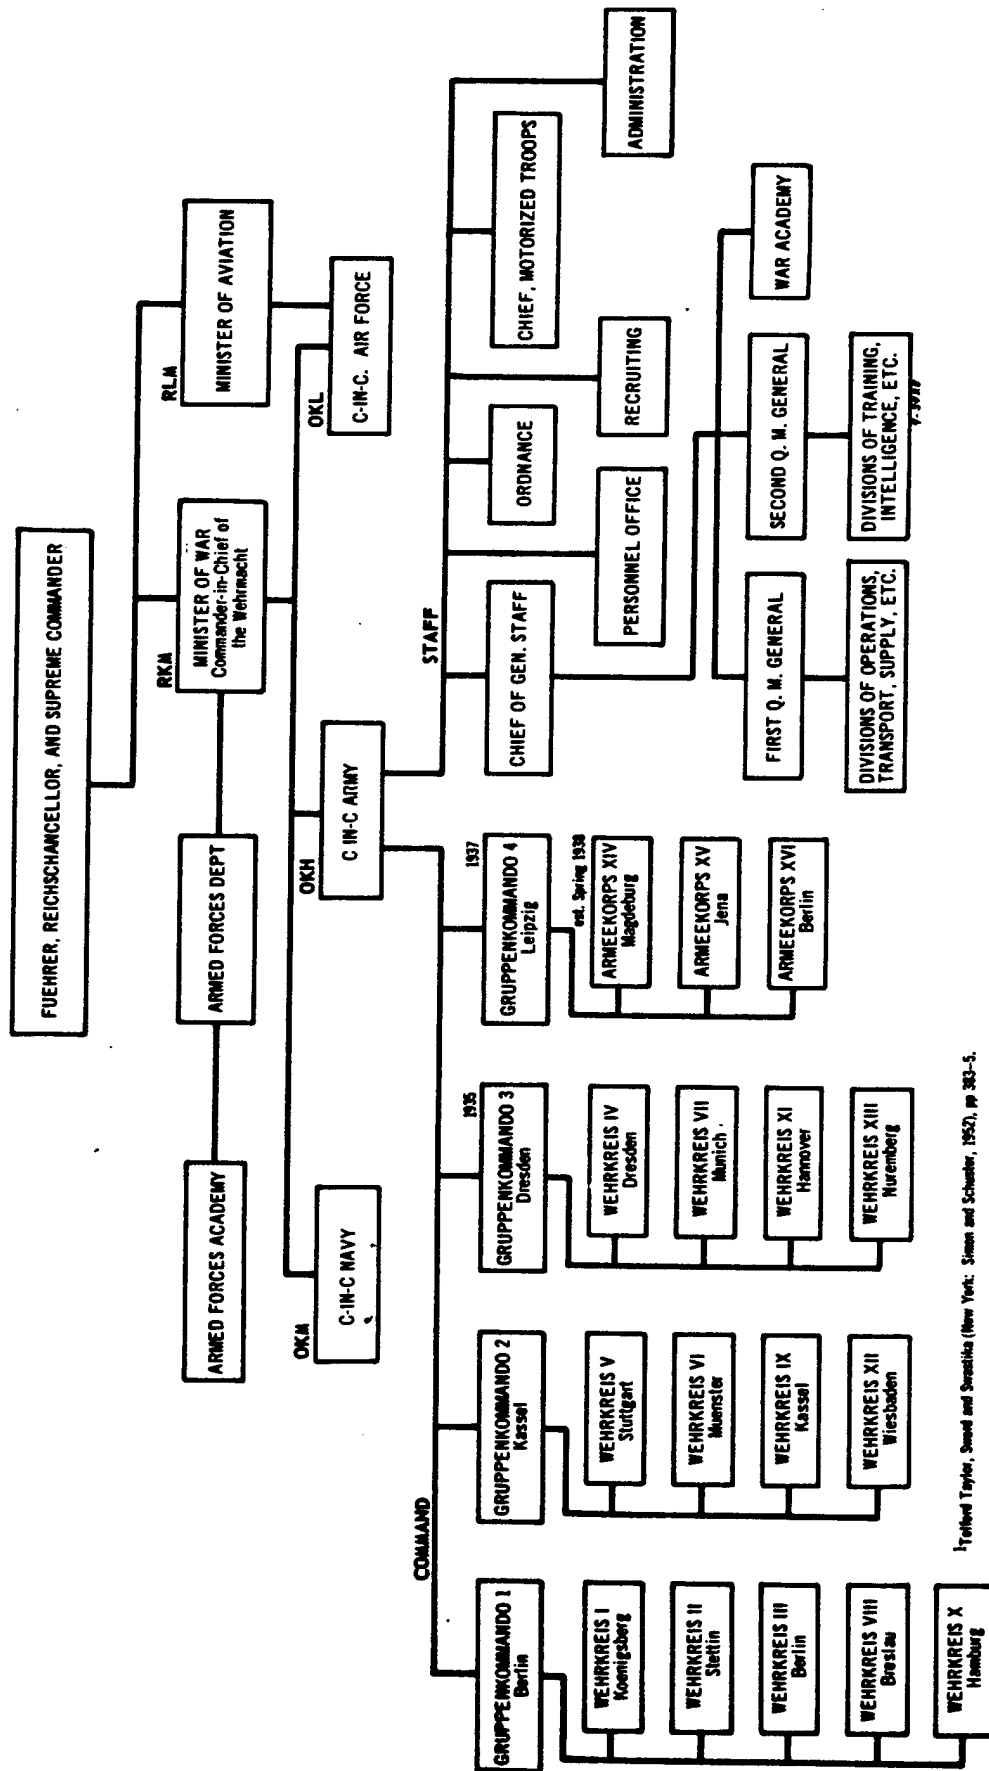 FUEHRER, REICHSCHANCELLOR, AND SUPREME COMMANDER
RKM
RLM
ARMED FORCES ACADEMY
ARMED FORCES DEPT
MINISTER OF WAR
Commander-in-Chief of
the Wehrmacht
MINISTER OF AVIATION
OKM
OKH
OKL
C-IN-C NAVY
C IN-C ARMY
C-IN-C. AIR FORCE
COMMAND
STAFF
1935
1937
GRUPPENKOMMANDO 1
Berlin
GRUPPENKOMMANDO 2
Kassel
GRUPPENKOMMANDO 3
Dresden
GRUPPENKOMMANDO 4
Leipzig
CHIEF OF GEN. STAFF
ORDNANCE
CHIEF, MOTORIZED TROOPS
est. Spring 1938
WEHRKREIS I
Koenigsberg
WEHRKREIS V
Stuttgart
WEHRKREIS IV
Dresden
ARMEEKORPS XIV
Magdeburg
PERSONNEL OFFICE
RECRUITING
ADMINISTRATION
WEHRKREIS II
Stettin
WEHRKREIS VI
Muenster
WEHRKREIS VII
Munich
ARMEEKORPS XV
Jena
WEHRKREIS III
Berlin
WEHRKREIS IX
Kassel
WEHRKREIS XI
Hannover
ARMEEKORPS XVI
Berlin
FIRST Q. M. GENERAL
SECOND Q. M. GENERAL
WAR ACADEMY
WEHRKREIS VIII
Breslau
WEHRKREIS XII
Wiesbaden
WEHRKREIS XIII
Nuremberg
DIVISIONS OF OPERATIONS,
TRANSPORT, SUPPLY, ETC.
DIVISIONS OF TRAINING,
INTELLIGENCE, ETC.
WEHRKREIS X
Hamburg
1Telford Taylor, Sword and Swastika (New York: Simon and Schuster, 1952), pp 383-5.